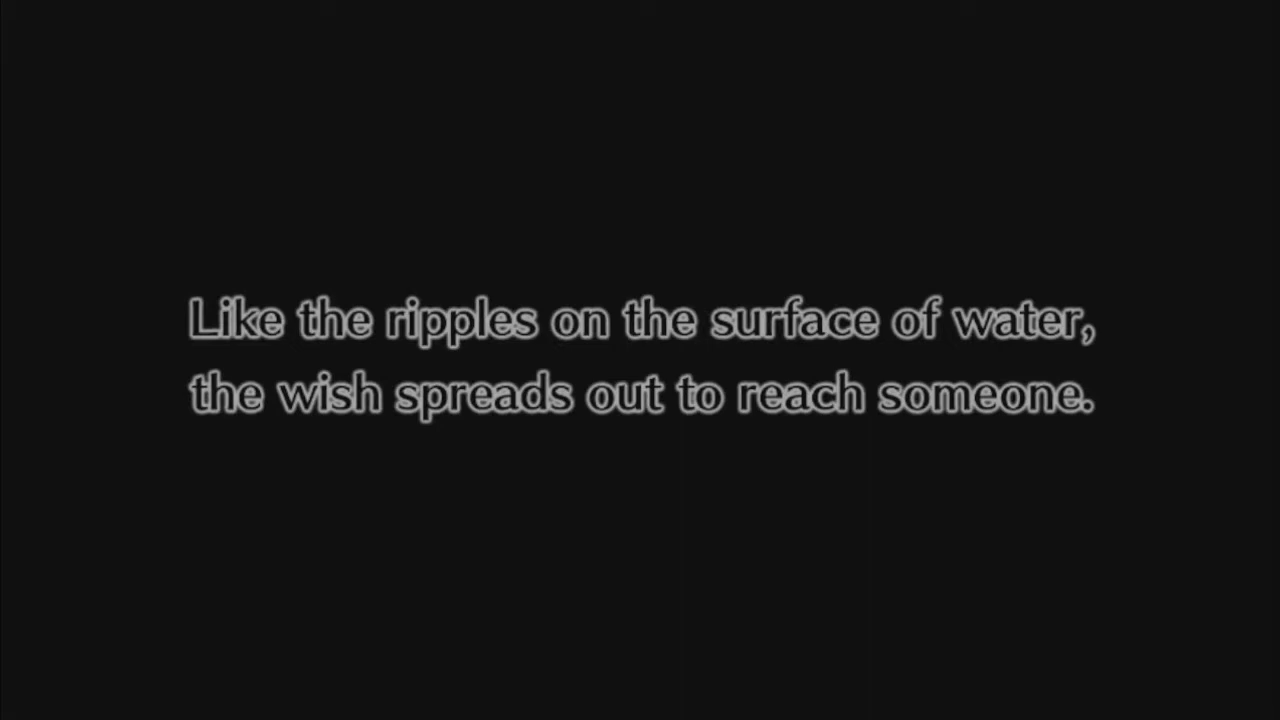 Like the ripples on the surface of water,
the wish spreads out to reach someone.